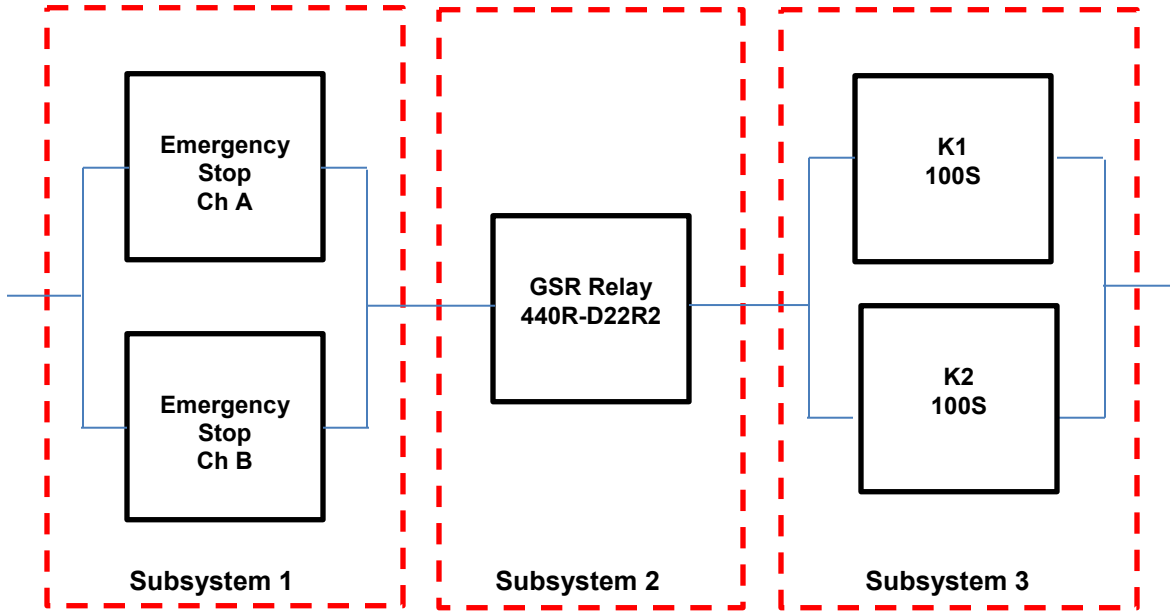 Emergency
Stop
Ch A
Emergency
Stop
Ch B
Subsystem 1
GSR Relay
440R-D22R2
Subsystem 2
K1
100S
K2
100S
Subsystem 3